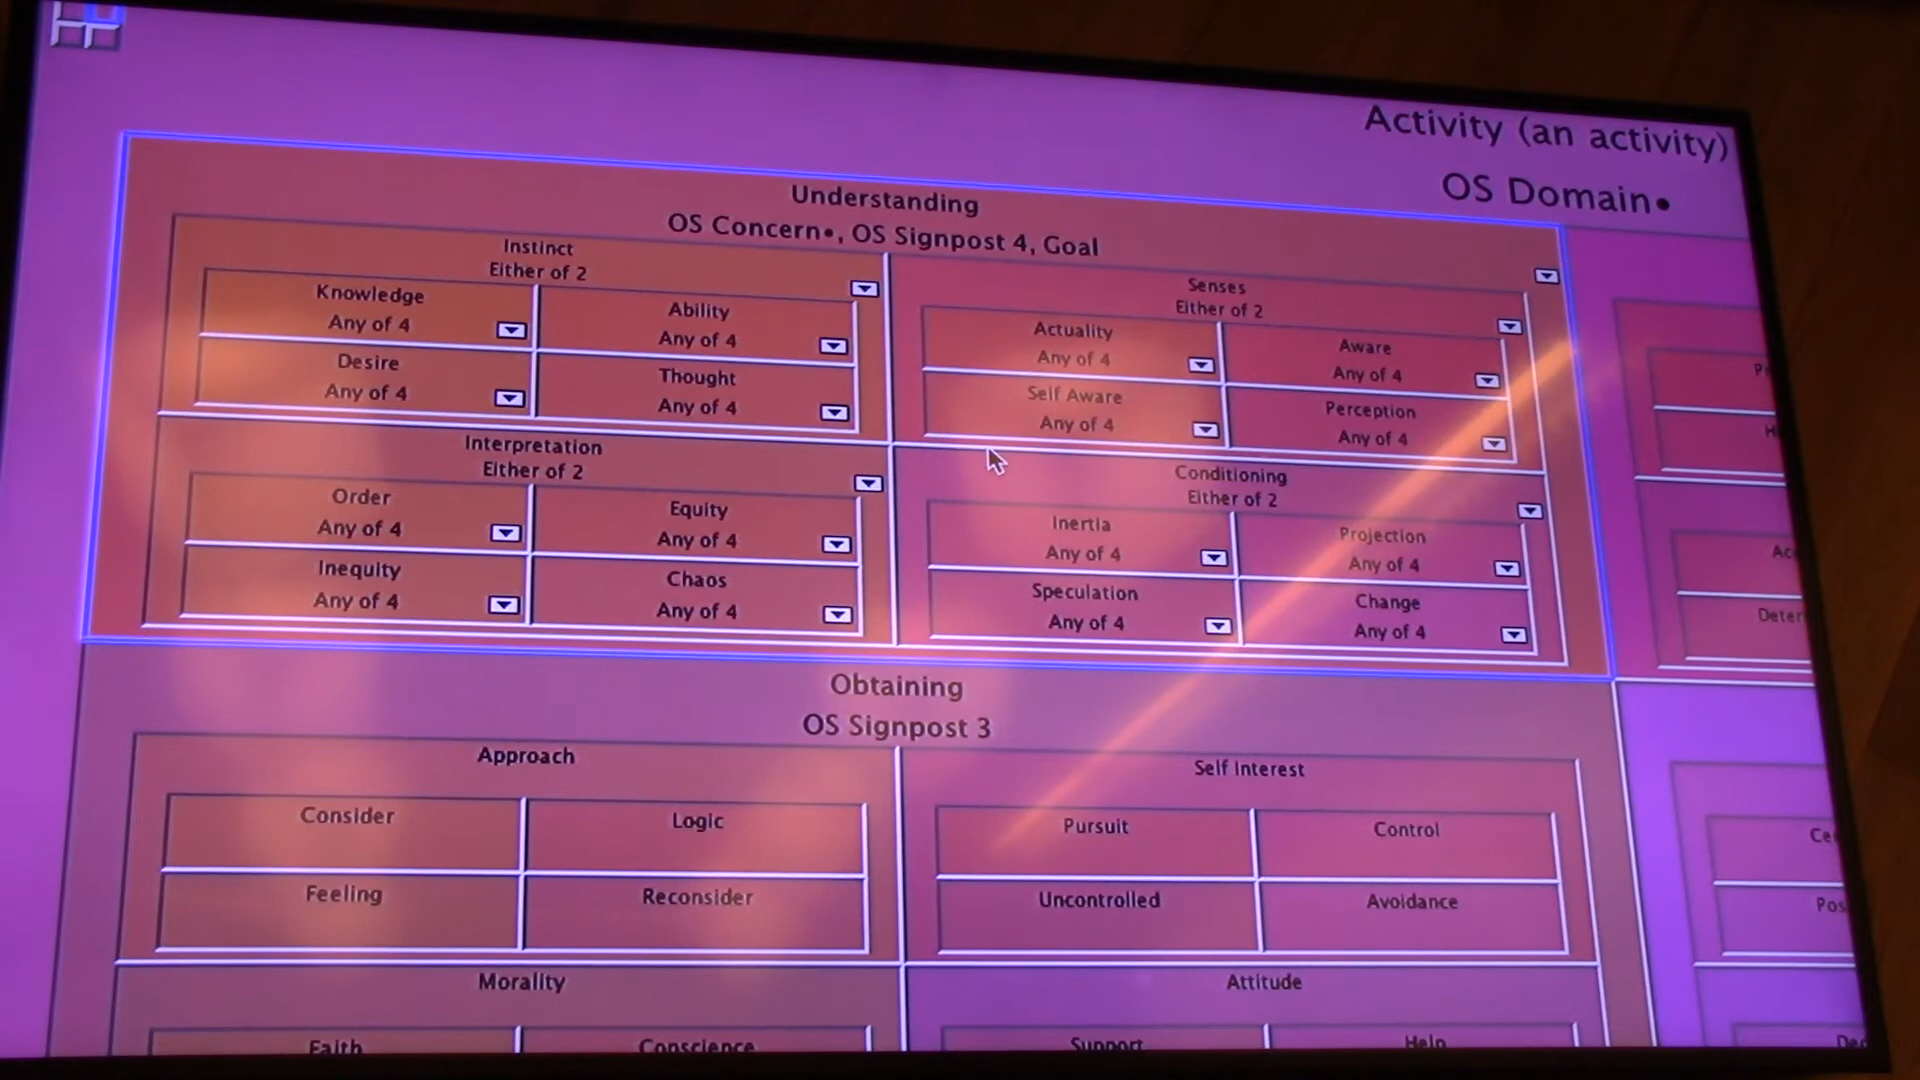 Activity (an activity)
OS Domain•
Understanding
OS Concern•, OS Signpost 4, Goal
Instinct
Either of 2
Knowledge
Any of 4
Ability
Any of 4
Desire
Any of 4
Thought
Any of 4
Senses
Either of 2
Actuality
Any of 4
Aware
Any of 4
Self Aware
Any of 4
Perception
Any of 4
Interpretation
Either of 2
Order
Any of 4
Equity
Any of 4
Inequity
Any of 4
Chaos
Any of 4
Conditioning
Either of 2
Inertia
Any of 4
Projection
Any of 4
Speculation
Any of 4
Change
Any of 4
Obtaining
OS Signpost 3
Approach
Consider
Logic
Feeling
Reconsider
Self Interest
Pursuit
Control
Uncontrolled
Avoidance
Morality
Faith
Conscience
Attitude
Support
Help